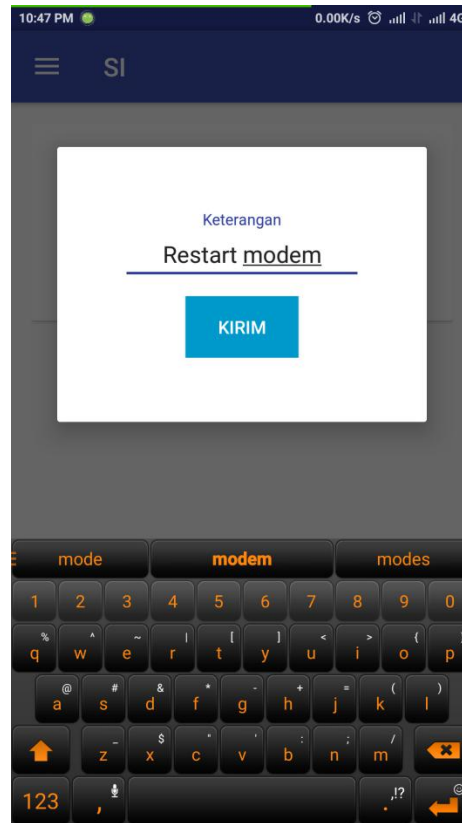 10:47 PM 0.00K/s 4G
SI
Keterangan
Restart modem
KIRIM
mode modem modes
1 2 3 4 5 6 7 8 9 0
% ^ ~ | [ ] < > { }
q w e r t y u i o p
@ # & * - + = ( )
a s d f g h j k l
_ $ " ' : ; /
z x c v b n m
123 , . ,!?